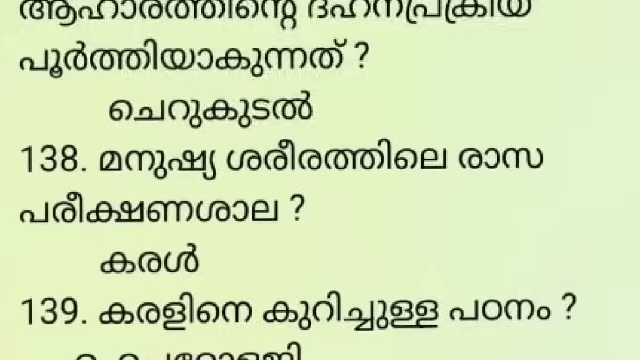 ആഹാരത്തിന്റെ ദഹനപ്രക്രിയ
പൂർത്തിയാകുന്നത് ?
ചെറുകുടൽ
138. മനുഷ്യ ശരീരത്തിലെ രാസ
പരീക്ഷണശാല ?
കരൾ
139. കരളിനെ കുറിച്ചുള്ള പഠനം ?